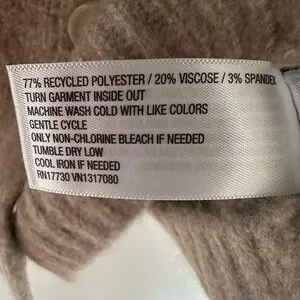 77% RECYCLED POLYESTER / 20% VISCOSE / 3% SPANDEX
TURN GARMENT INSIDE OUT
MACHINE WASH COLD WITH LIKE COLORS
GENTLE CYCLE
ONLY NON-CHLORINE BLEACH IF NEEDED
TUMBLE DRY LOW
COOL IRON IF NEEDED
RN17730 VN1317080